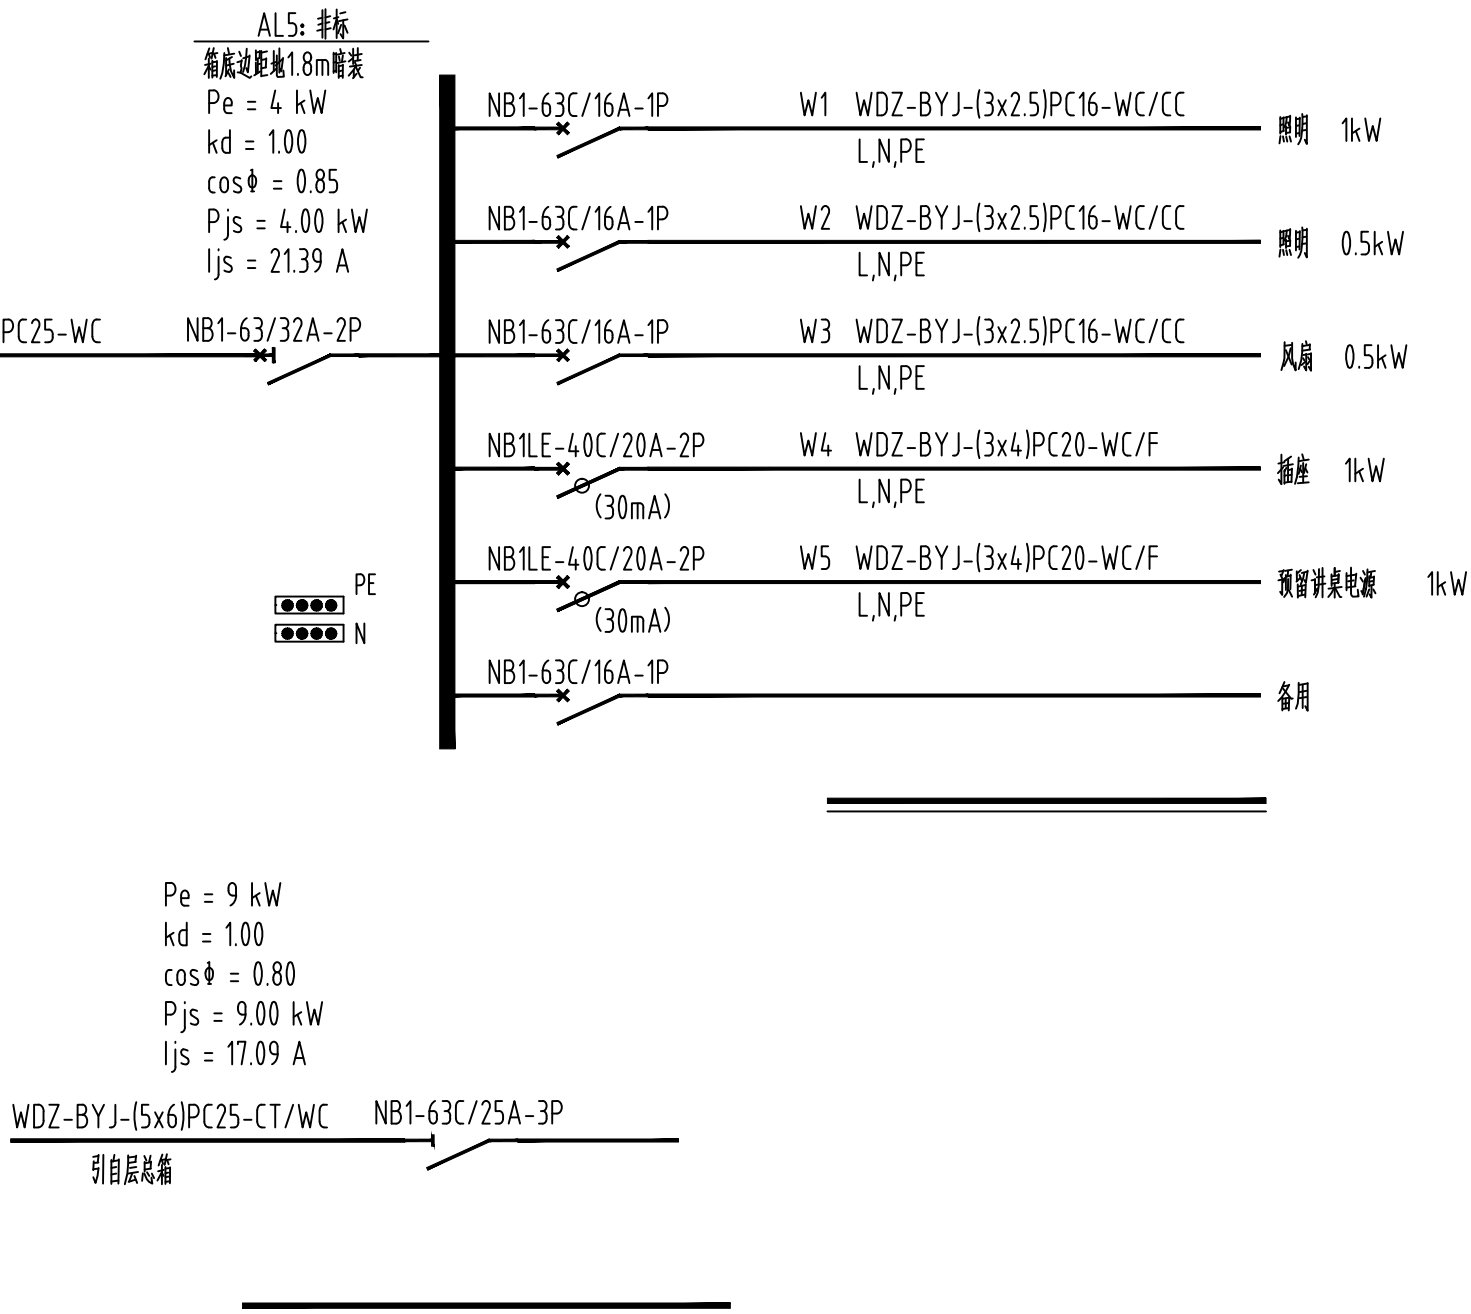 AL5: 非标
箱底边距地1.8m暗装
Pe = 4 kW
kd = 1.00
cosΦ = 0.85
Pjs = 4.00 kW
Ijs = 21.39 A
PC25-WC
NB1-63/32A-2P
NB1-63C/16A-1P W1 WDZ-BYJ-(3x2.5)PC16-WC/CC
L,N,PE
照明 1kW
NB1-63C/16A-1P W2 WDZ-BYJ-(3x2.5)PC16-WC/CC
L,N,PE
照明 0.5kW
NB1-63C/16A-1P W3 WDZ-BYJ-(3x2.5)PC16-WC/CC
L,N,PE
风扇 0.5kW
NB1LE-40C/20A-2P W4 WDZ-BYJ-(3x4)PC20-WC/F
(30mA)
L,N,PE
插座 1kW
NB1LE-40C/20A-2P W5 WDZ-BYJ-(3x4)PC20-WC/F
(30mA)
L,N,PE
预留讲桌电源 1kW
NB1-63C/16A-1P
备用
PE
N
Pe = 9 kW
kd = 1.00
cosΦ = 0.80
Pjs = 9.00 kW
Ijs = 17.09 A
WDZ-BYJ-(5x6)PC25-CT/WC NB1-63C/25A-3P
引自层总箱